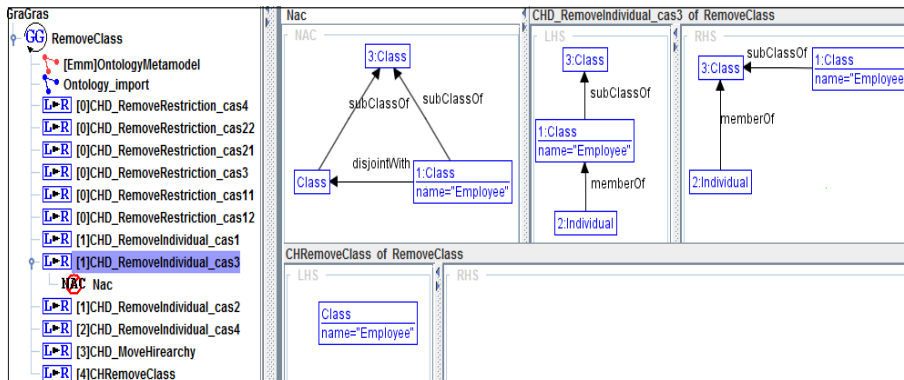 GraGras
GG RemoveClass
[Emm]OntologyMetamodel
Ontology_import
L R [0]CHD_RemoveRestriction_cas4
L R [0]CHD_RemoveRestriction_cas22
L R [0]CHD_RemoveRestriction_cas21
L R [0]CHD_RemoveRestriction_cas3
L R [0]CHD_RemoveRestriction_cas11
L R [0]CHD_RemoveRestriction_cas12
L R [1]CHD_RemoveIndividual_cas1
L R [1]CHD_RemoveIndividual_cas3
NAC Nac
L R [1]CHD_RemoveIndividual_cas2
L R [2]CHD_RemoveIndividual_cas4
L R [3]CHD_MoveHirearchy
L R [4]CHRemoveClass
Nac
NAC
3:Class
subClassOf
subClassOf
disjointWith
Class
1:Class
name="Employee"
CHD_RemoveIndividual_cas3 of RemoveClass
LHS
3:Class
subClassOf
1:Class
name="Employee"
memberOf
2:Individual
RHS
subClassOf
3:Class
1:Class
name="Employee"
memberOf
2:Individual
CHRemoveClass of RemoveClass
LHS
Class
name="Employee"
RHS